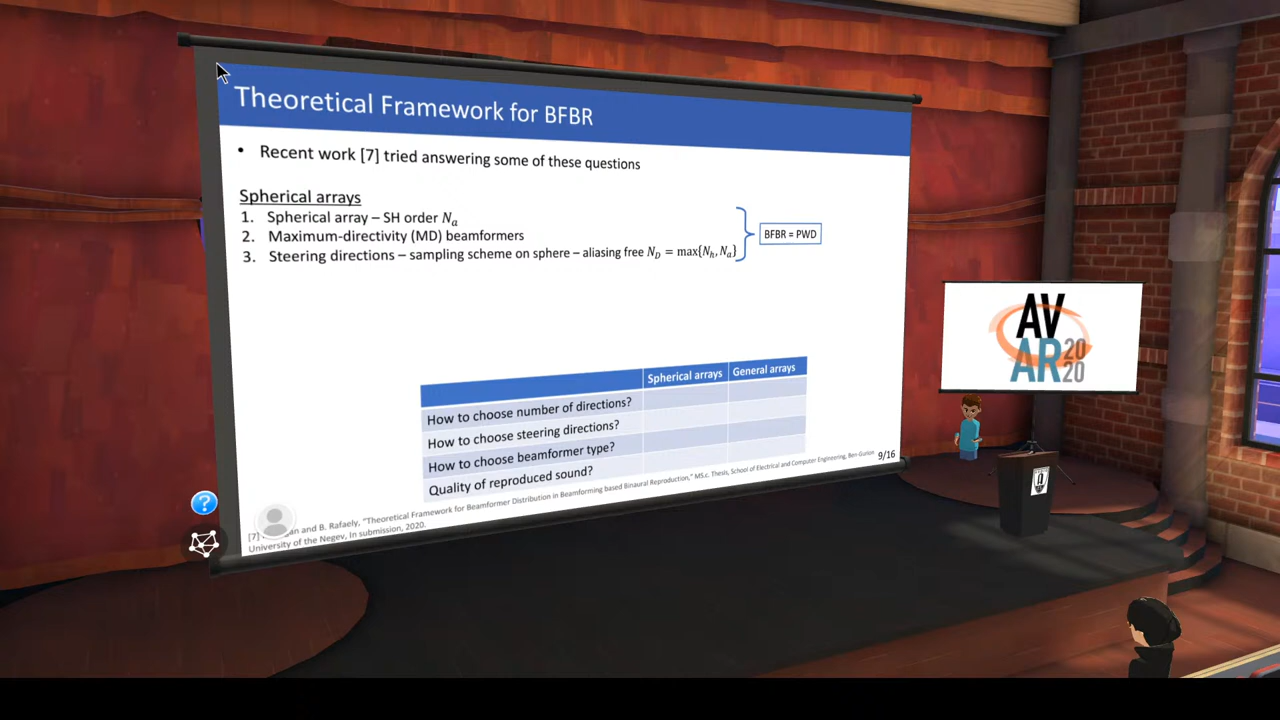 Theoretical Framework for BFBR
• Recent work [7] tried answering some of these questions
Spherical arrays
1. Spherical array – SH order Nₐ
2. Maximum-directivity (MD) beamformers
3. Steering directions – sampling scheme on sphere – aliasing free N_D = max{Nₕ, Nₐ}
BFBR = PWD
Spherical arrays General arrays
How to choose number of directions?
How to choose steering directions?
How to choose beamformer type?
Quality of reproduced sound?
9/16
[7] and B. Rafaely, "Theoretical Framework for Beamformer Distribution in Beamforming based Binaural Reproduction," MS.c. Thesis, School of Electrical and Computer Engineering, Ben-Gurion
University of the Negev, In submission, 2020.
?
AV
AR 20
20